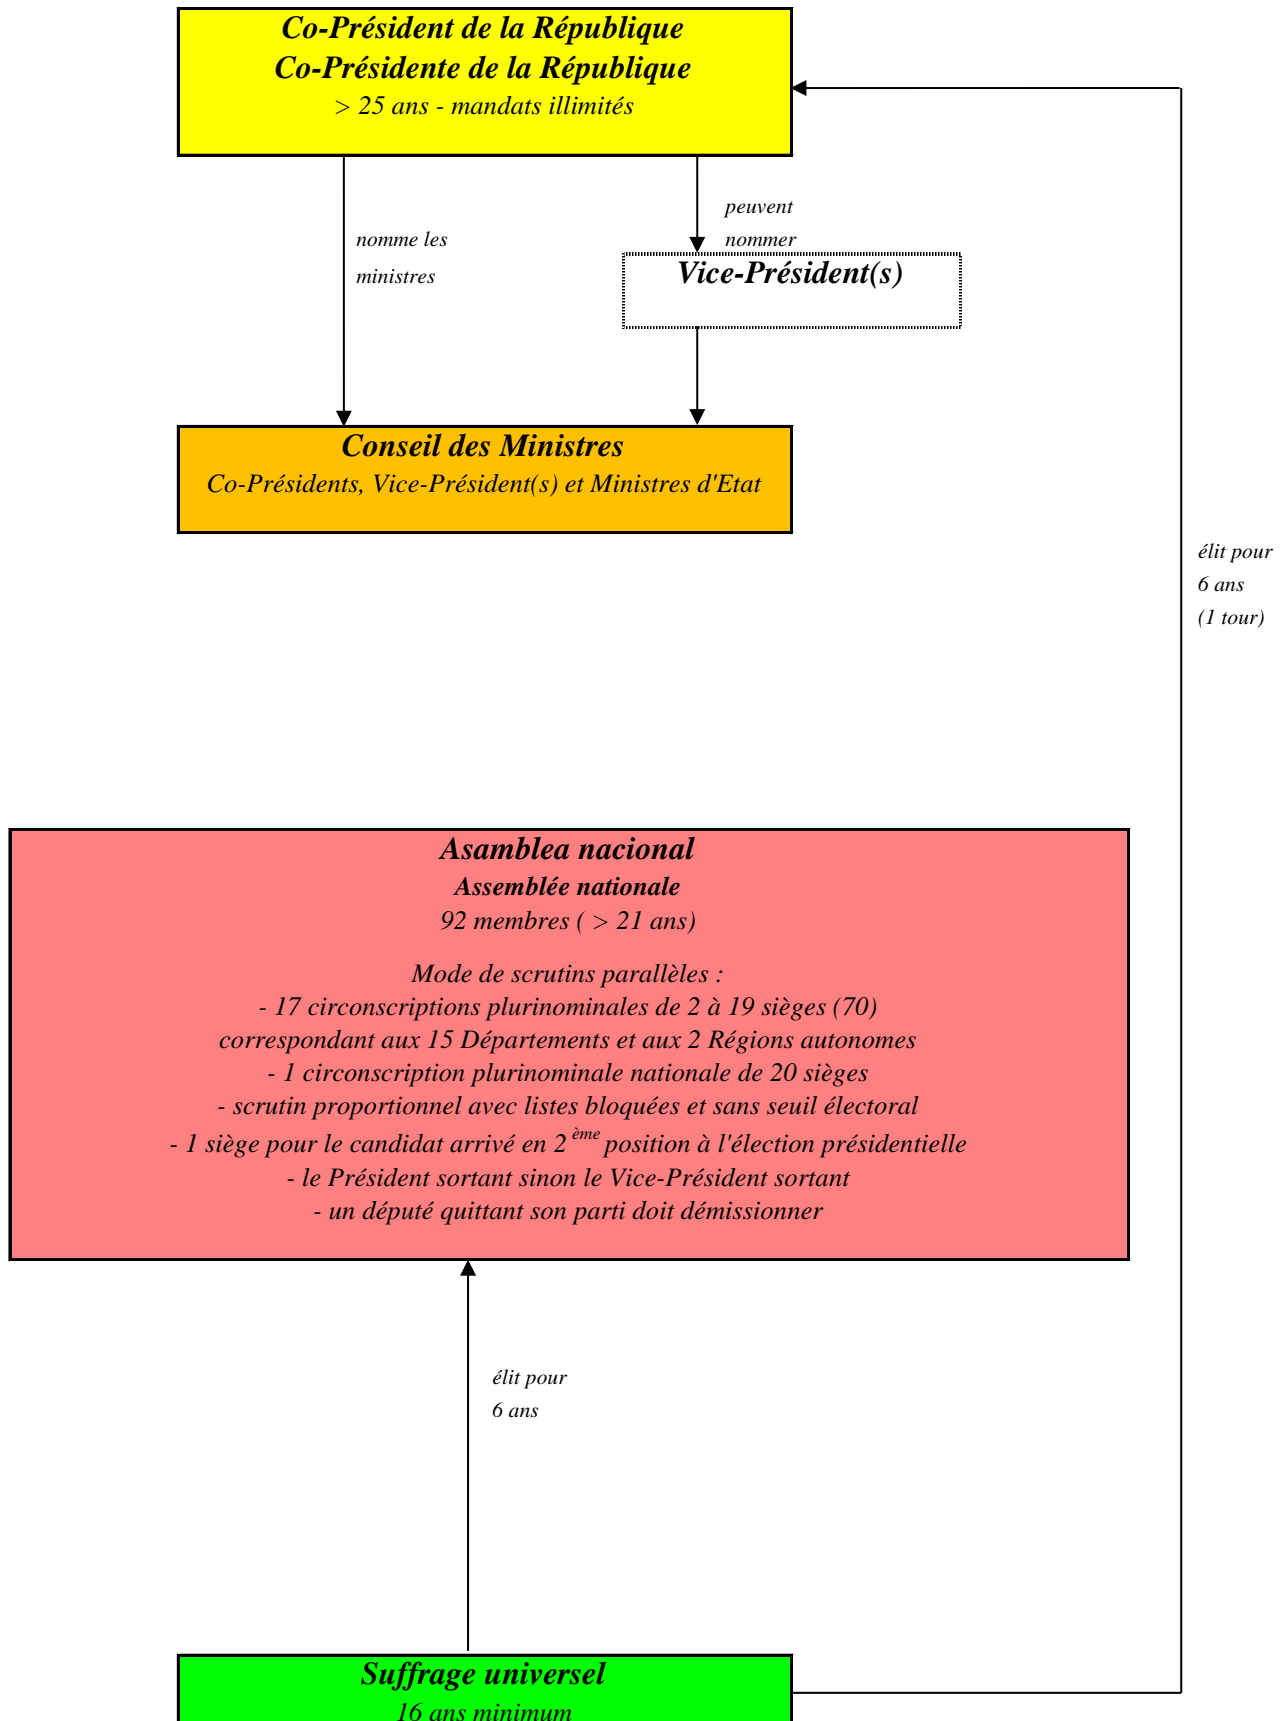 Co-Président de la République
Co-Présidente de la République
> 25 ans - mandats illimités
peuvent
nommer
nomme les
ministres
Vice-Président(s)
Conseil des Ministres
Co-Présidents, Vice-Président(s) et Ministres d'Etat
élit pour
6 ans
(1 tour)
Asamblea nacional
Assemblée nationale
92 membres ( > 21 ans)
Mode de scrutins parallèles :
- 17 circonscriptions plurinominales de 2 à 19 sièges (70)
correspondant aux 15 Départements et aux 2 Régions autonomes
- 1 circonscription plurinominale nationale de 20 sièges
- scrutin proportionnel avec listes bloquées et sans seuil électoral
- 1 siège pour le candidat arrivé en 2 ème position à l'élection présidentielle
- le Président sortant sinon le Vice-Président sortant
- un député quittant son parti doit démissionner
élit pour
6 ans
Suffrage universel
16 ans minimum